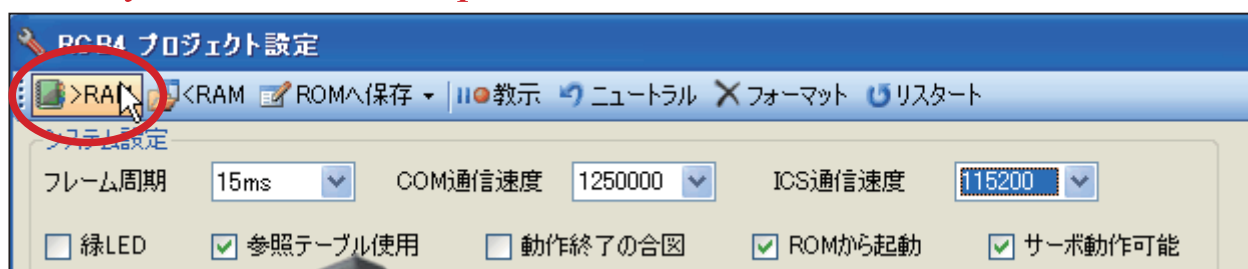 RCB4 プロジェクト設定
>RAM <RAM ROMへ保存 教示 ニュートラル フォーマット リスタート
システム設定
フレーム周期 15ms COM通信速度 1250000 ICS通信速度 115200
緑LED 参照テーブル使用 動作終了の合図 ROMから起動 サーボ動作可能